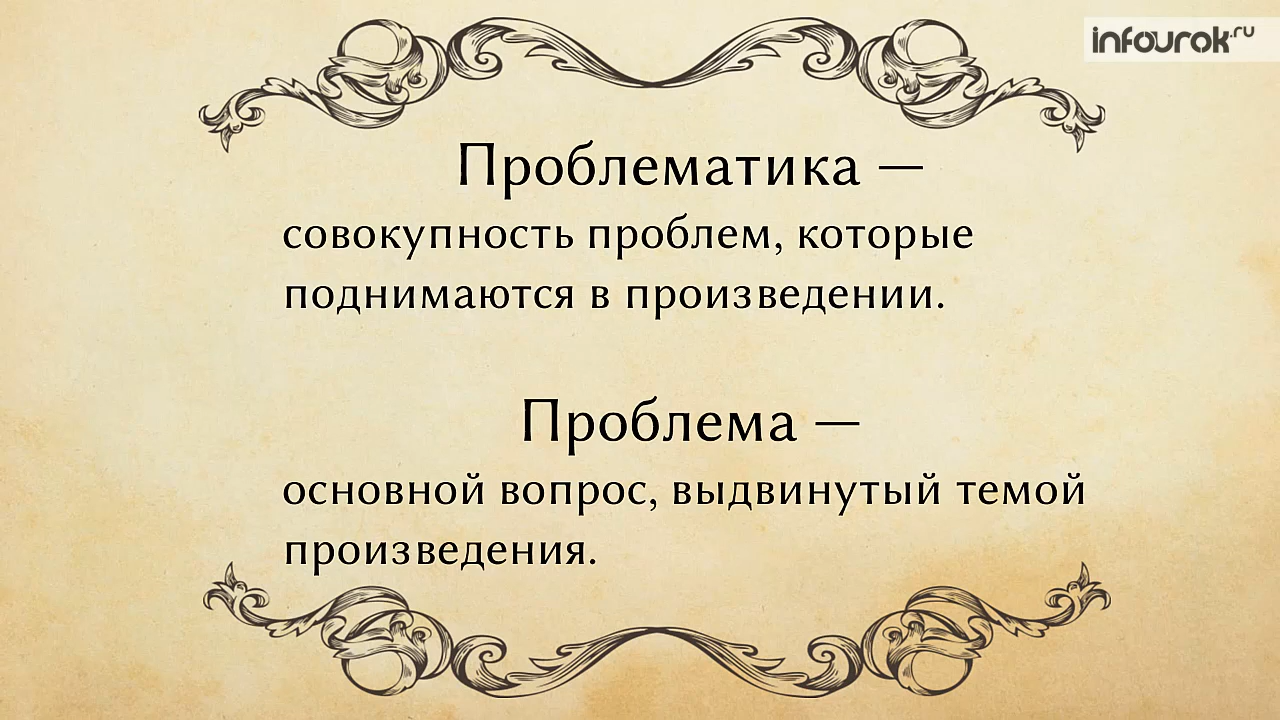 infourok.ru
Проблематика —
совокупность проблем, которые
поднимаются в произведении.
Проблема —
основной вопрос, выдвинутый темой
произведения.